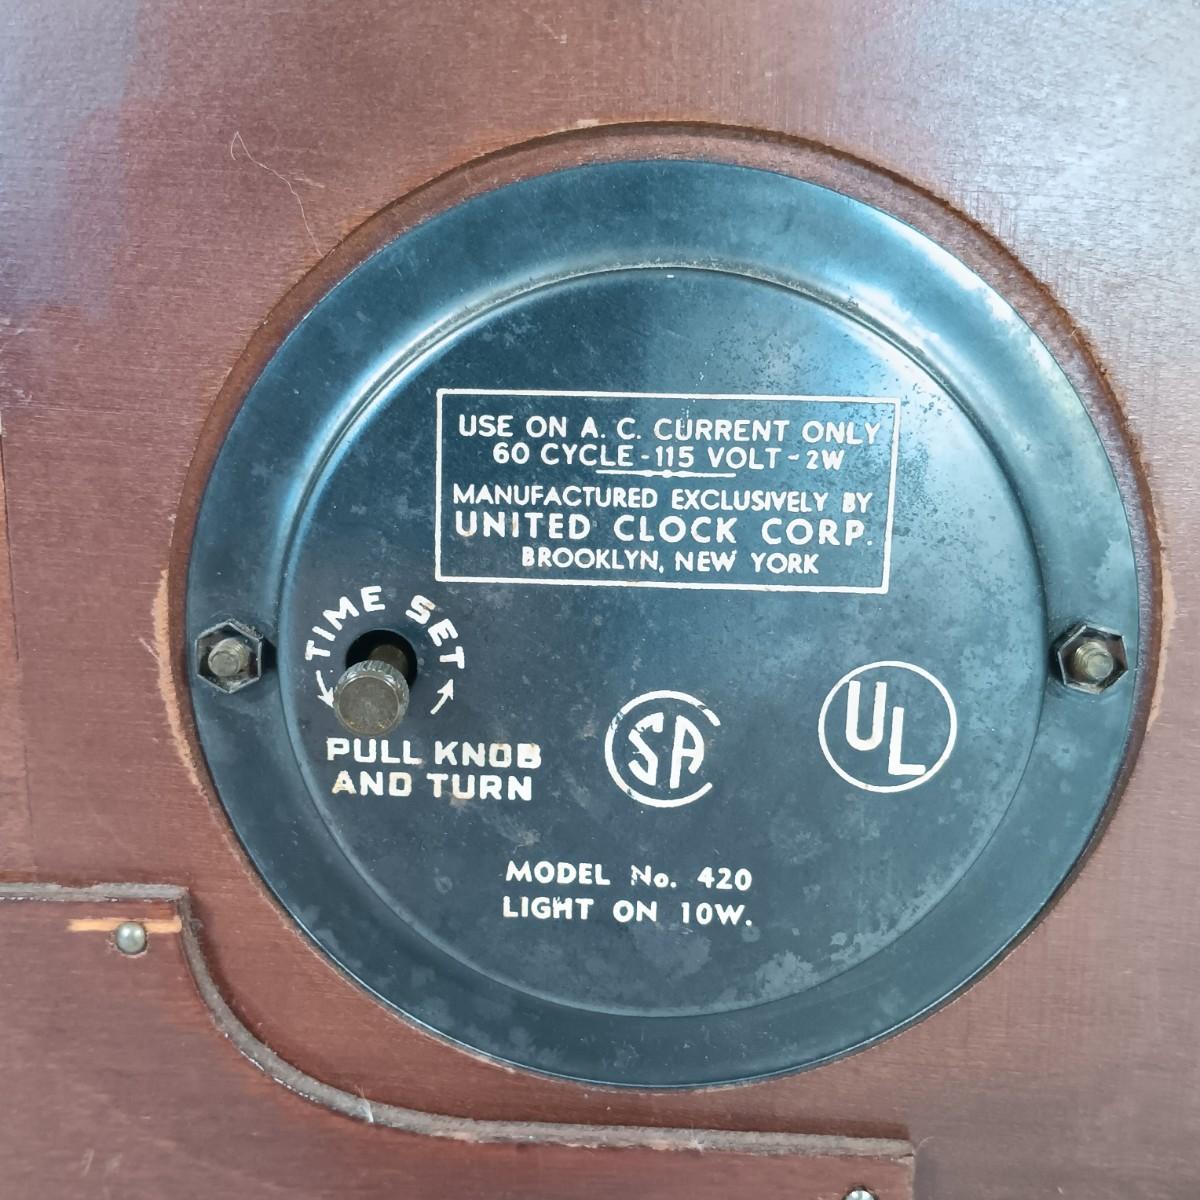 USE ON A. C. CURRENT ONLY
60 CYCLE - 115 VOLT - 2W
MANUFACTURED EXCLUSIVELY BY
UNITED CLOCK CORP.
BROOKLYN, NEW YORK
TIME SET
PULL KNOB
AND TURN
CSA
UL
MODEL No. 420
LIGHT ON 10W.